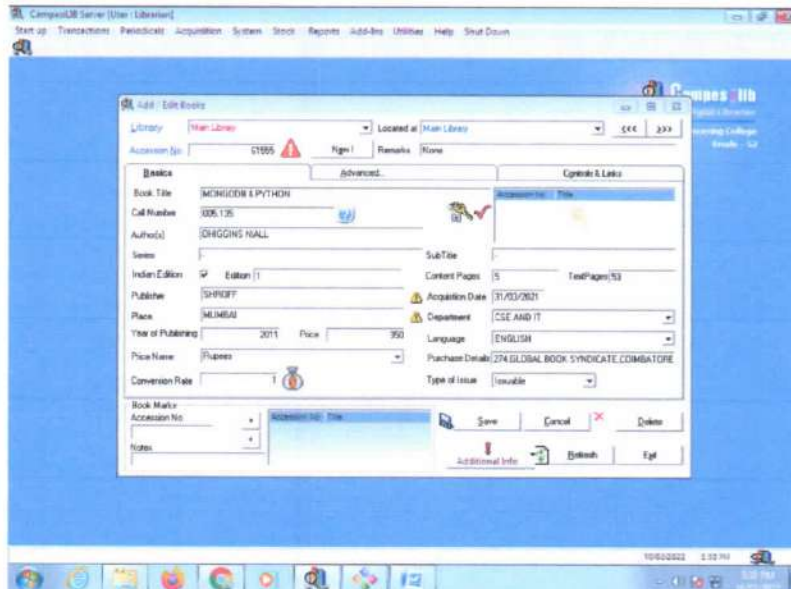 CampesLIB Server [User : Librarian]
Start up Transactions Periodicals Acquisition System Stock Reports Add-Ins Utilities Help Shut Down
Add / Edit Books
Library Main Library Located at Main Library <<< >>>
Accession No. 61555 New ! Remarks None
Basics Advanced... Controls & Links
Book Title MONGODB & PYTHON Accession No. Title
Call Number 006.135
Author(s) OHIGGINS NIALL
Series - SubTitle -
Indian Edition Edition 1 Content Pages 5 TextPages 53
Publisher SHROFF Acquistion Date 31/03/2021
Place MUMBAI Department CSE AND IT
Year of Publishing 2011 Price 350 Language ENGLISH
Price Name Rupees Purchase Details 274,GLOBAL BOOK SYNDICATE,COIMBATORE
Conversion Rate 1 Type of Issue Issuable
Book Marks
Accession No. + Accession No. Title Save Cancel Delete
Notes Additional Info Refresh Exit